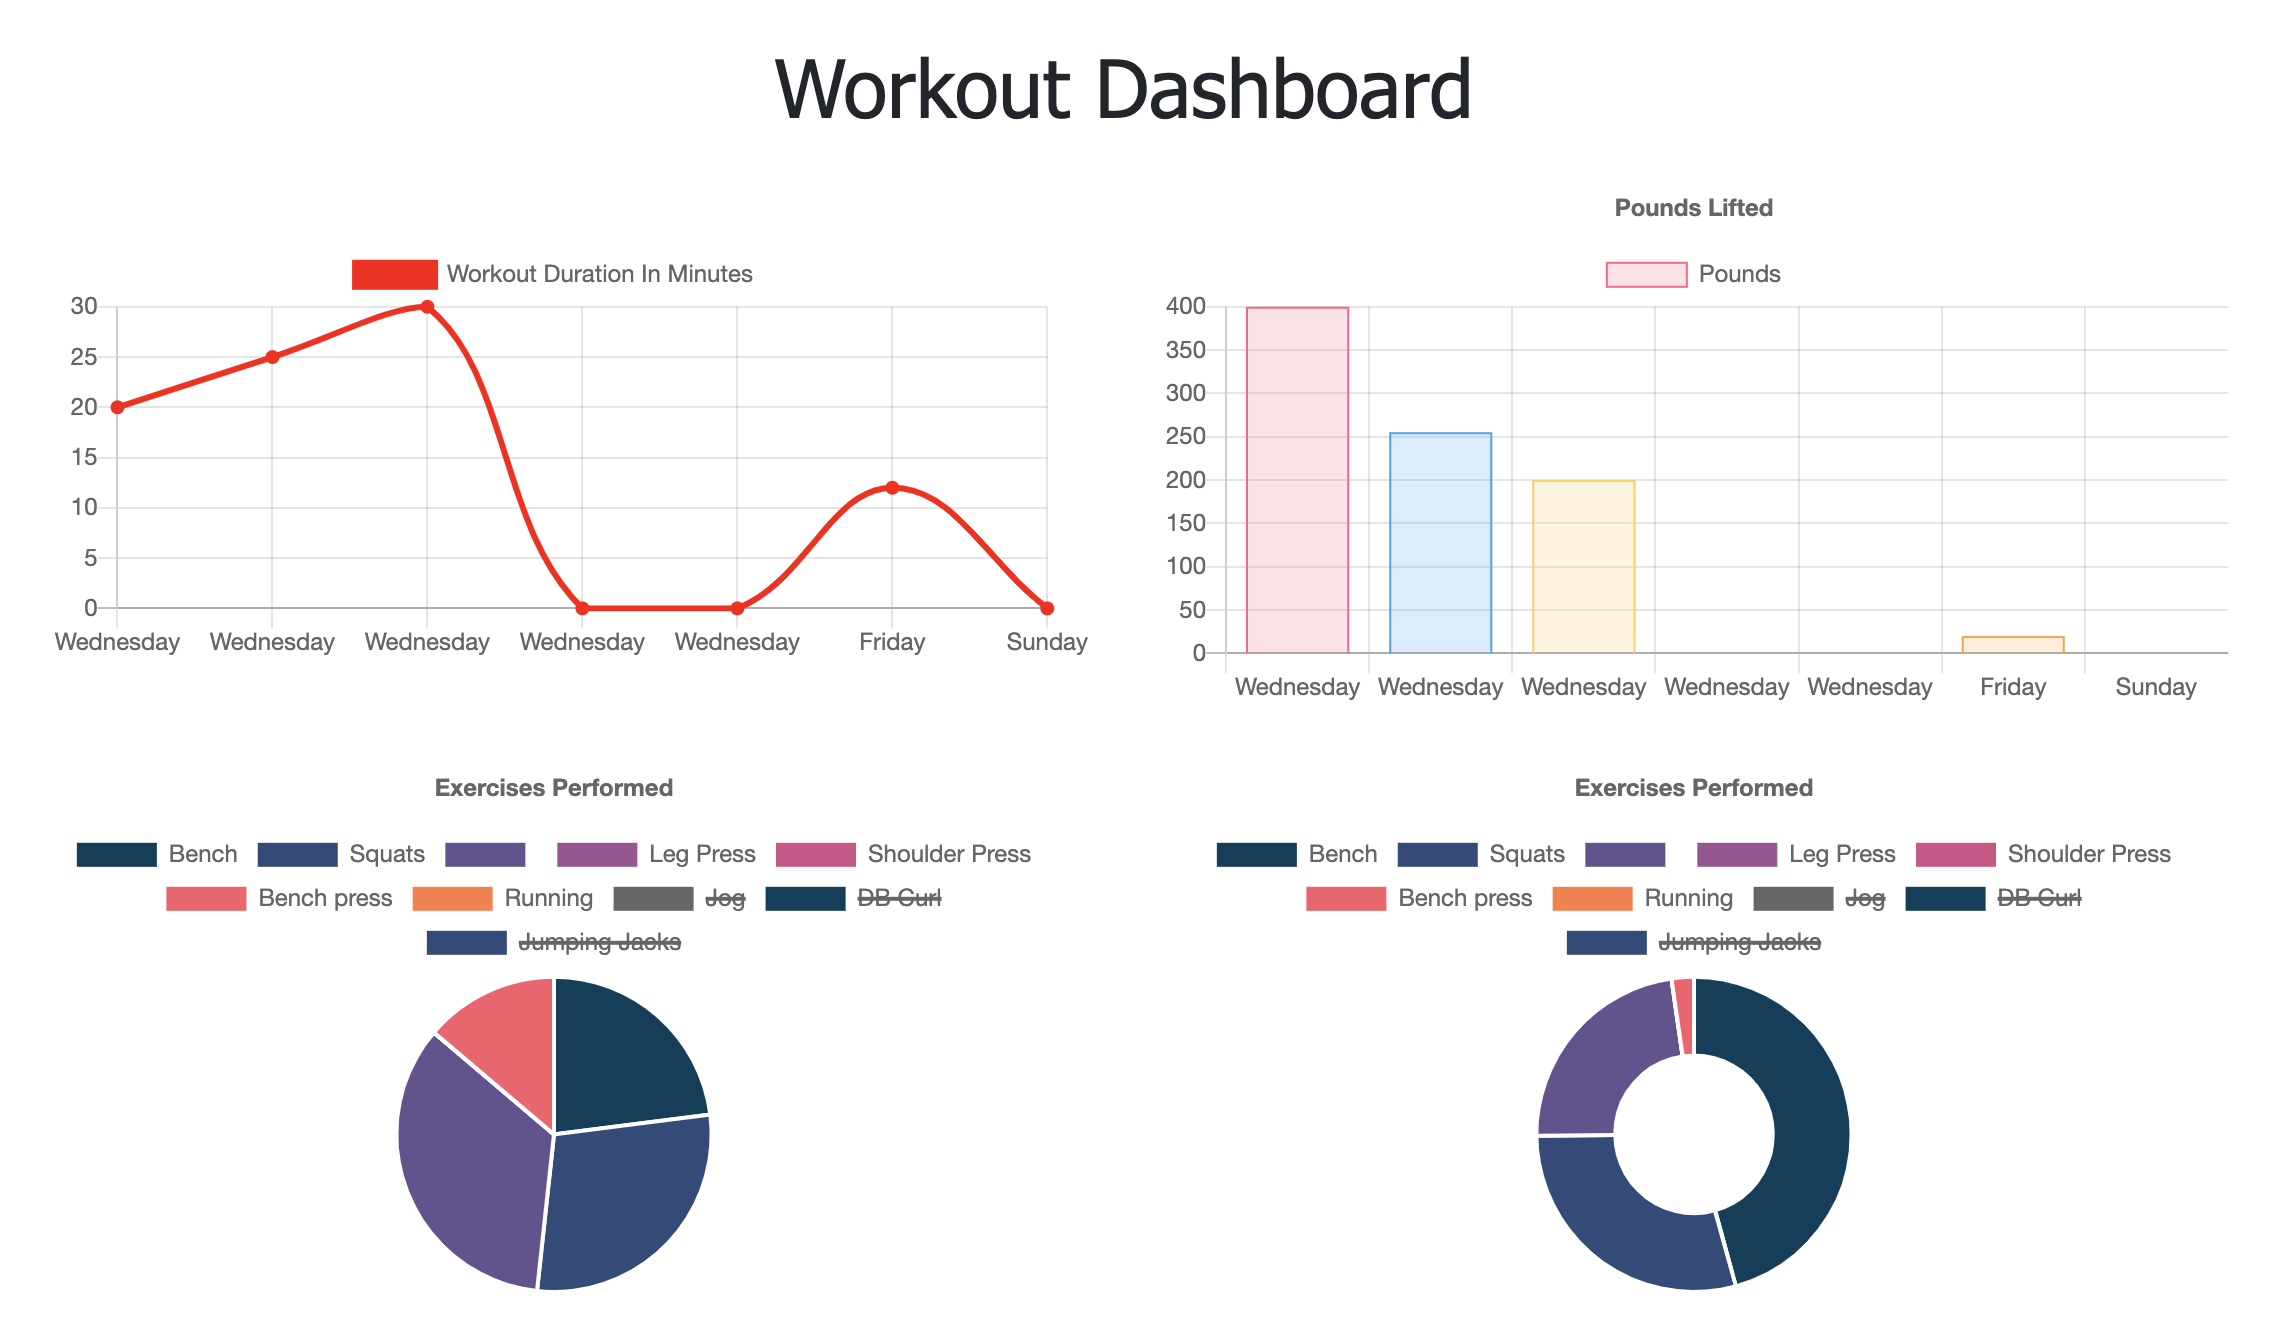 Workout Dashboard
Workout Duration In Minutes
30
25
20
15
10
5
0
Wednesday Wednesday Wednesday Wednesday Wednesday Friday Sunday
Pounds Lifted
Pounds
400
350
300
250
200
150
100
50
0
Wednesday Wednesday Wednesday Wednesday Wednesday Friday Sunday
Exercises Performed
Bench Squats Leg Press Shoulder Press
Bench press Running Jog DB Curl
Jumping Jacks
Exercises Performed
Bench Squats Leg Press Shoulder Press
Bench press Running Jog DB Curl
Jumping Jacks